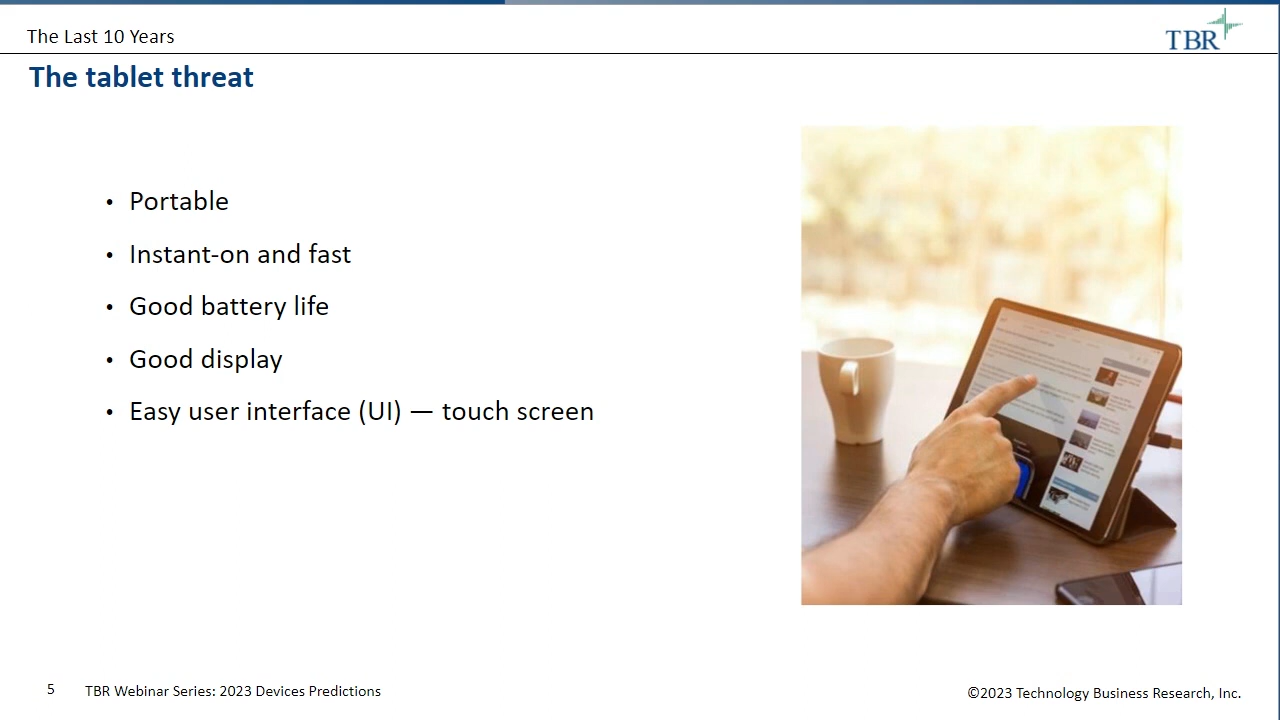 The Last 10 Years
TBR
The tablet threat
• Portable
• Instant-on and fast
• Good battery life
• Good display
• Easy user interface (UI) — touch screen
5
TBR Webinar Series: 2023 Devices Predictions
©2023 Technology Business Research, Inc.